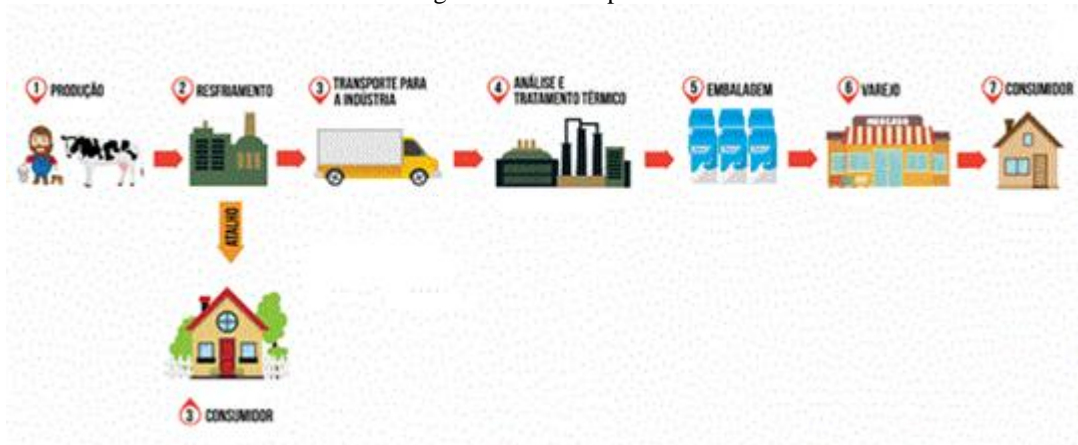 1 PRODUÇÃO
2 RESFRIAMENTO
3 TRANSPORTE PARA
A INDÚSTRIA
4 ANÁLISE E
TRATAMENTO TÉRMICO
5 EMBALAGEM
6 VAREJO
7 CONSUMIDOR
MERCADO
ATALHO
3 CONSUMIDOR